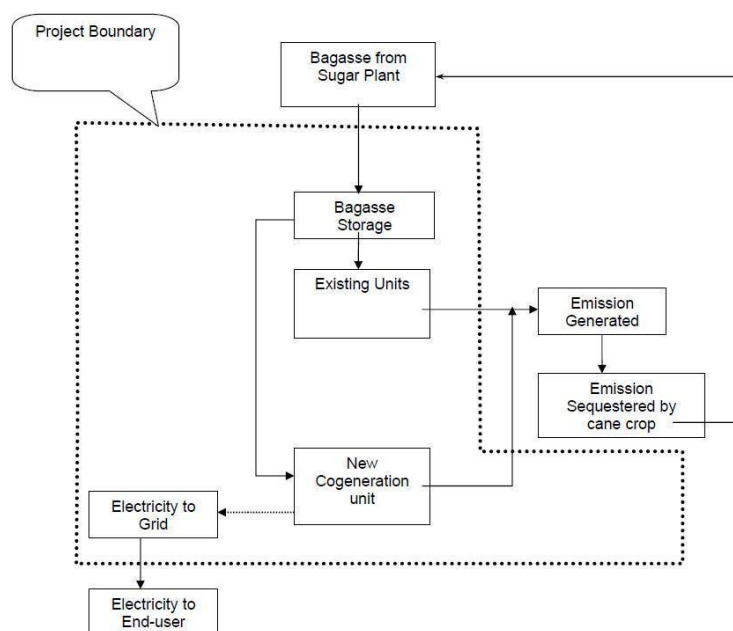 Project Boundary
Bagasse from
Sugar Plant
Bagasse
Storage
Existing Units
Emission
Generated
Emission
Sequestered by
cane crop
New
Cogeneration
unit
Electricity to
Grid
Electricity to
End-user